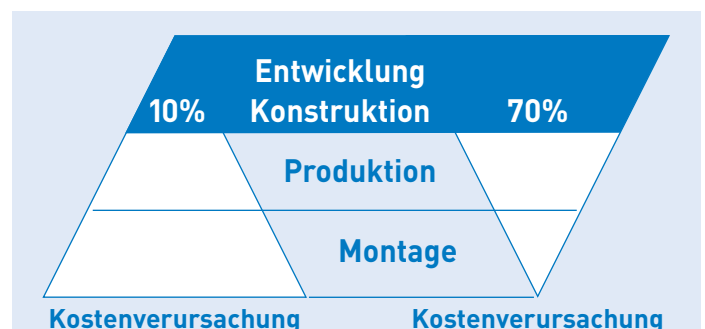 Entwicklung
10% Konstruktion 70%
Produktion
Montage
Kostenverursachung Kostenverursachung